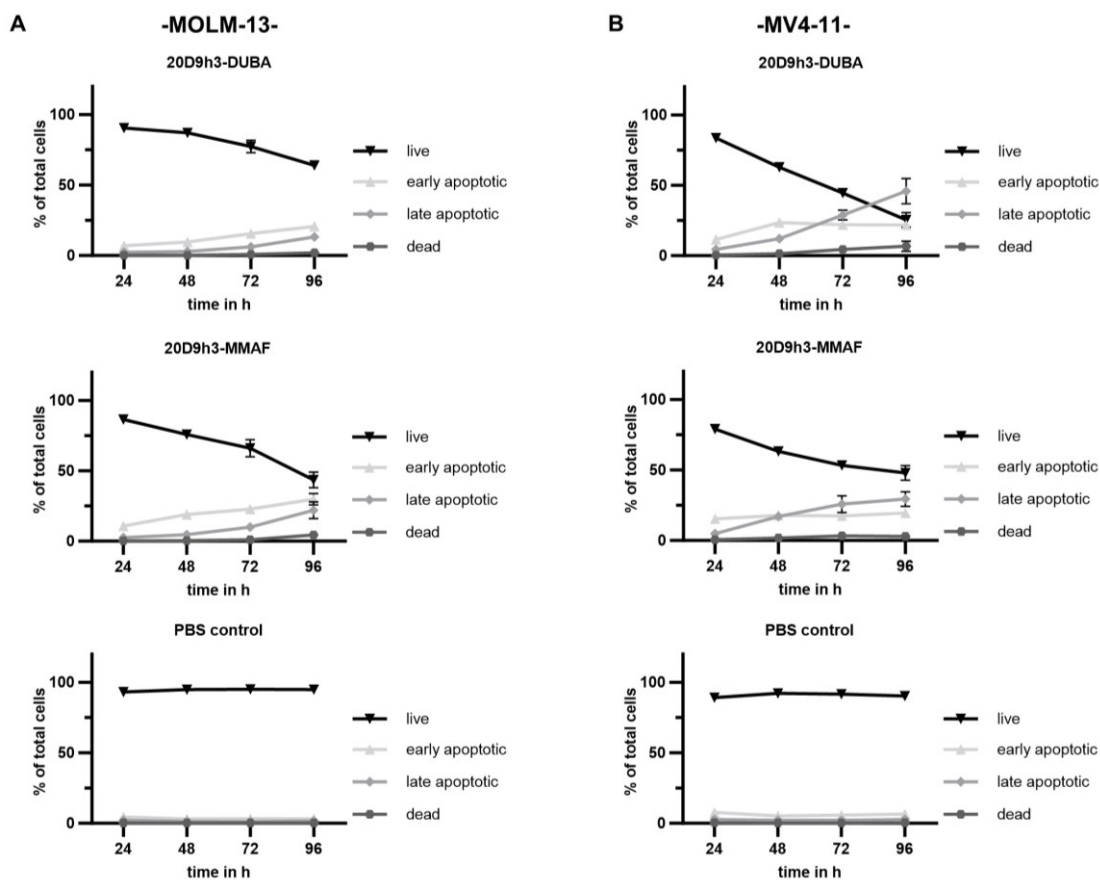 A
-MOLM-13-
20D9h3-DUBA
% of total cells
100
50
0
24 48 72 96
time in h
live
early apoptotic
late apoptotic
dead
20D9h3-MMAF
% of total cells
100
50
0
24 48 72 96
time in h
live
early apoptotic
late apoptotic
dead
PBS control
% of total cells
100
50
0
24 48 72 96
time in h
live
early apoptotic
late apoptotic
dead
B
-MV4-11-
20D9h3-DUBA
% of total cells
100
50
0
24 48 72 96
time in h
live
early apoptotic
late apoptotic
dead
20D9h3-MMAF
% of total cells
100
50
0
24 48 72 96
time in h
live
early apoptotic
late apoptotic
dead
PBS control
% of total cells
100
50
0
24 48 72 96
time in h
live
early apoptotic
late apoptotic
dead